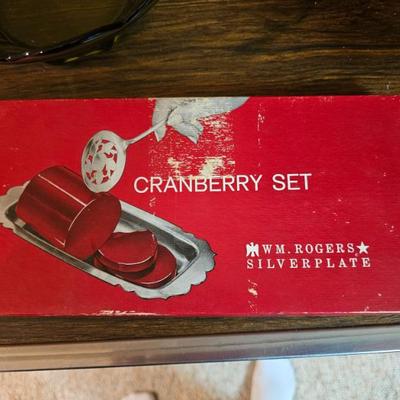 CRANBERRY SET
WM. ROGERS★
SILVERPLATE